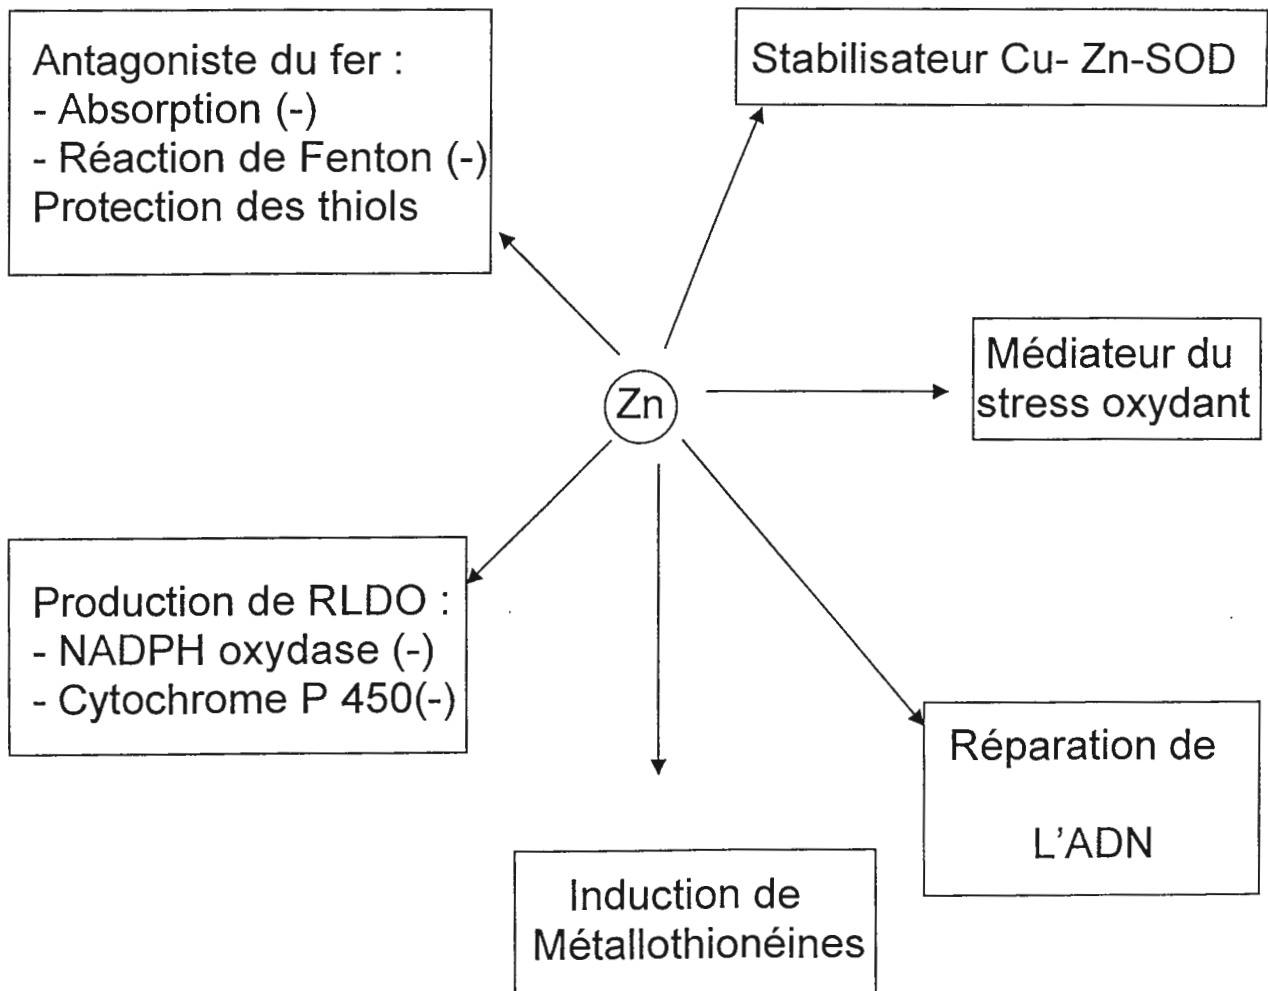 Antagoniste du fer :
- Absorption (-)
- Réaction de Fenton (-)
Protection des thiols
Stabilisateur Cu- Zn-SOD
Médiateur du
stress oxydant
Zn
Production de RLDO :
- NADPH oxydase (-)
- Cytochrome P 450(-)
Réparation de
L'ADN
Induction de
Métallothionéines